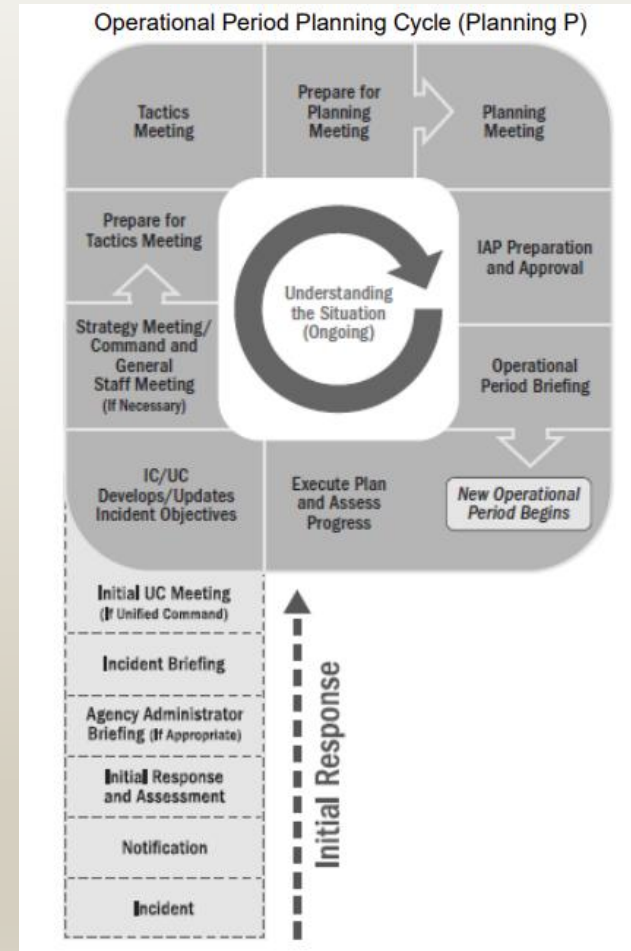 Operational Period Planning Cycle (Planning P)
Tactics
Meeting
Prepare for
Planning
Meeting
Planning
Meeting
Prepare for
Tactics Meeting
Understanding
the Situation
(Ongoing)
IAP Preparation
and Approval
Strategy Meeting/
Command and
General
Staff Meeting
(If Necessary)
Operational
Period Briefing
IC/UC
Develops/Updates
Incident Objectives
Execute Plan
and Assess
Progress
New Operational
Period Begins
Initial UC Meeting
(If Unified Command)
Incident Briefing
Agency Administrator
Briefing (If Appropriate)
Initial Response
and Assessment
Notification
Incident
Initial Response